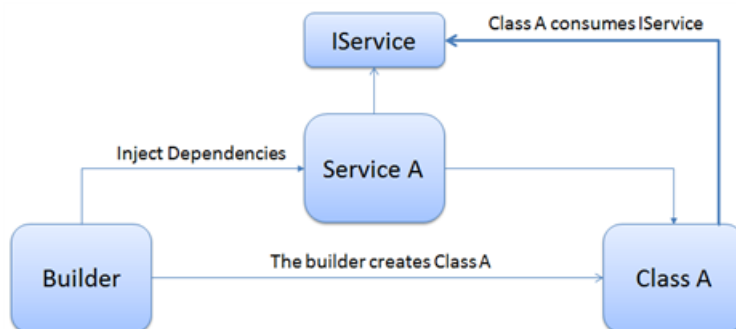 IService
Class A consumes IService
Inject Dependencies
Service A
Builder
The builder creates Class A
Class A